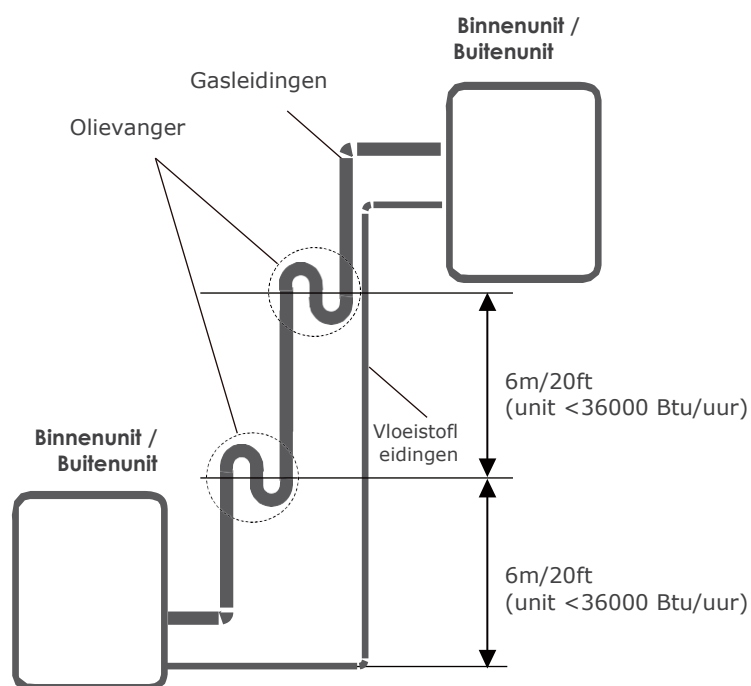 Binnenunit /
Buitenunit
Gasleidingen
Olievanger
6m/20ft
(unit <36000 Btu/uur)
Vloeistofl
eidingen
Binnenunit /
Buitenunit
6m/20ft
(unit <36000 Btu/uur)